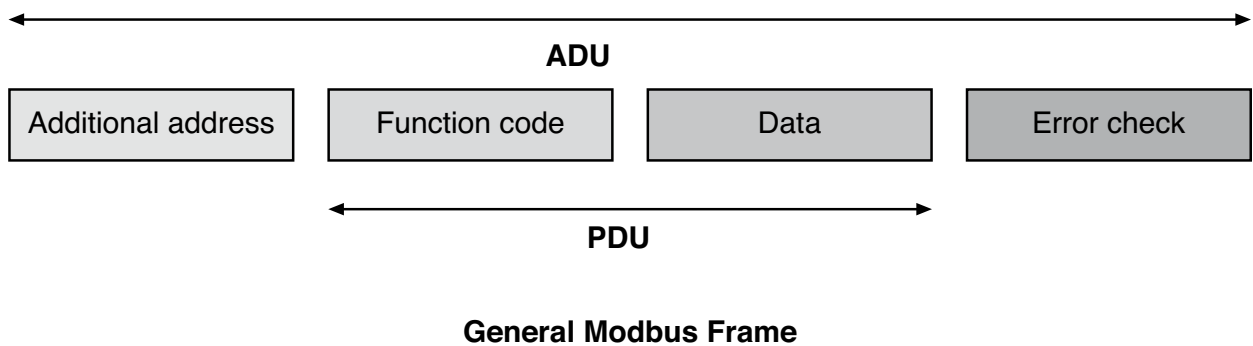 ADU
Additional address Function code Data Error check
PDU
General Modbus Frame